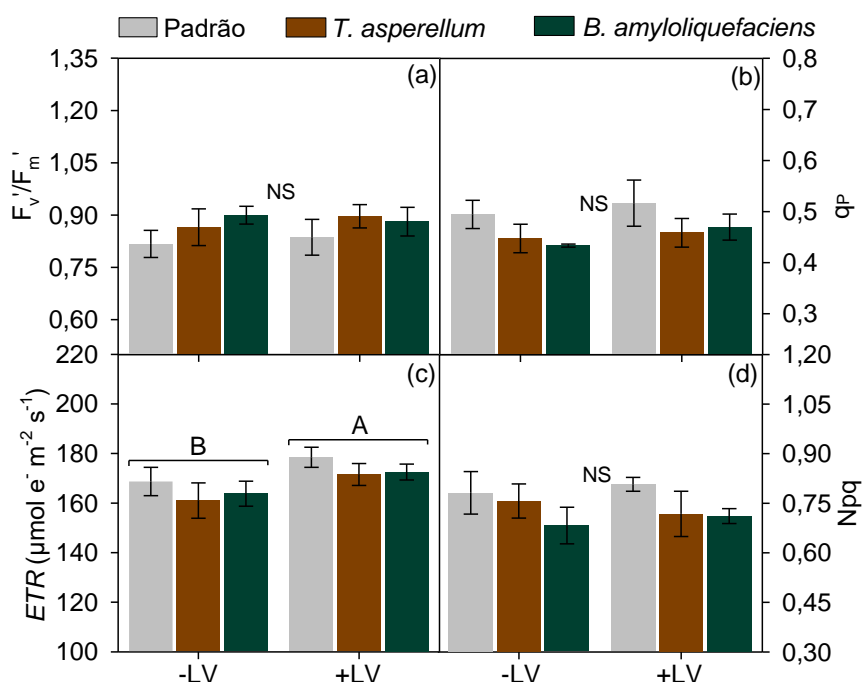 Padrão T. asperellum B. amyloliquefaciens
1,35 (a) (b) 0,8
1,20 0,7
1,05 0,6
0,90 NS NS 0,5
0,75 0,4
0,60 0,3
Fv'/Fm'
qP
220 (c) (d) 1,20
200 1,05
180 B A 0,90
160 NS 0,75
140 0,60
120 0,45
100 0,30
ETR (µmol e- m-2 s-1)
Npq
-LV +LV -LV +LV